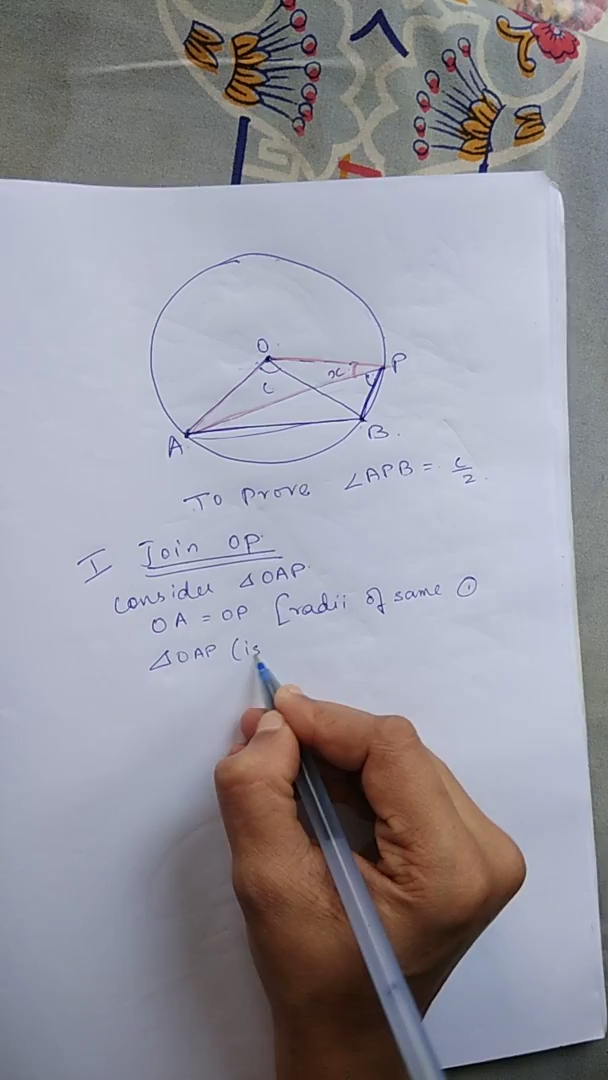 O
c
x
P
A
B.
To Prove ∠APB = c/2.
I Join OP.
Consider △OAP.
OA = OP [radii of same ⊙
△OAP (is